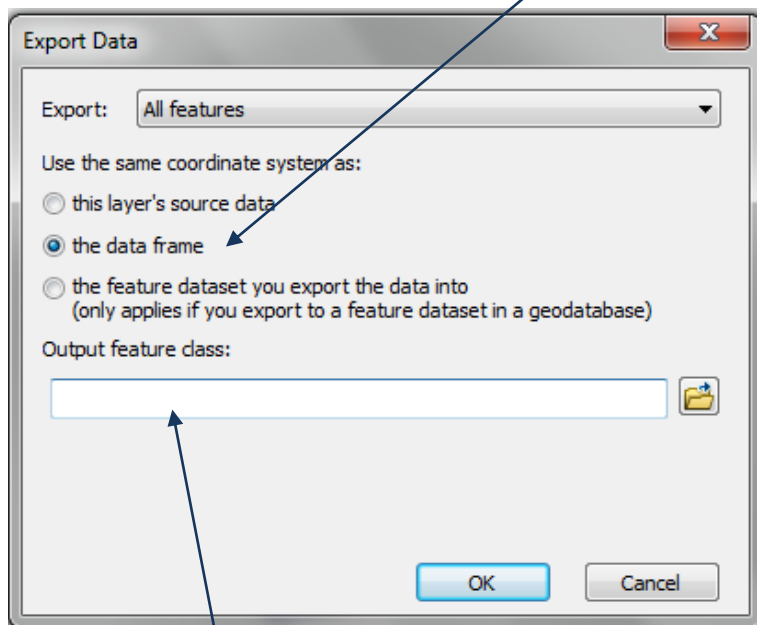 Export Data
Export: All features
Use the same coordinate system as:
this layer's source data
the data frame
the feature dataset you export the data into
(only applies if you export to a feature dataset in a geodatabase)
Output feature class:
OK Cancel